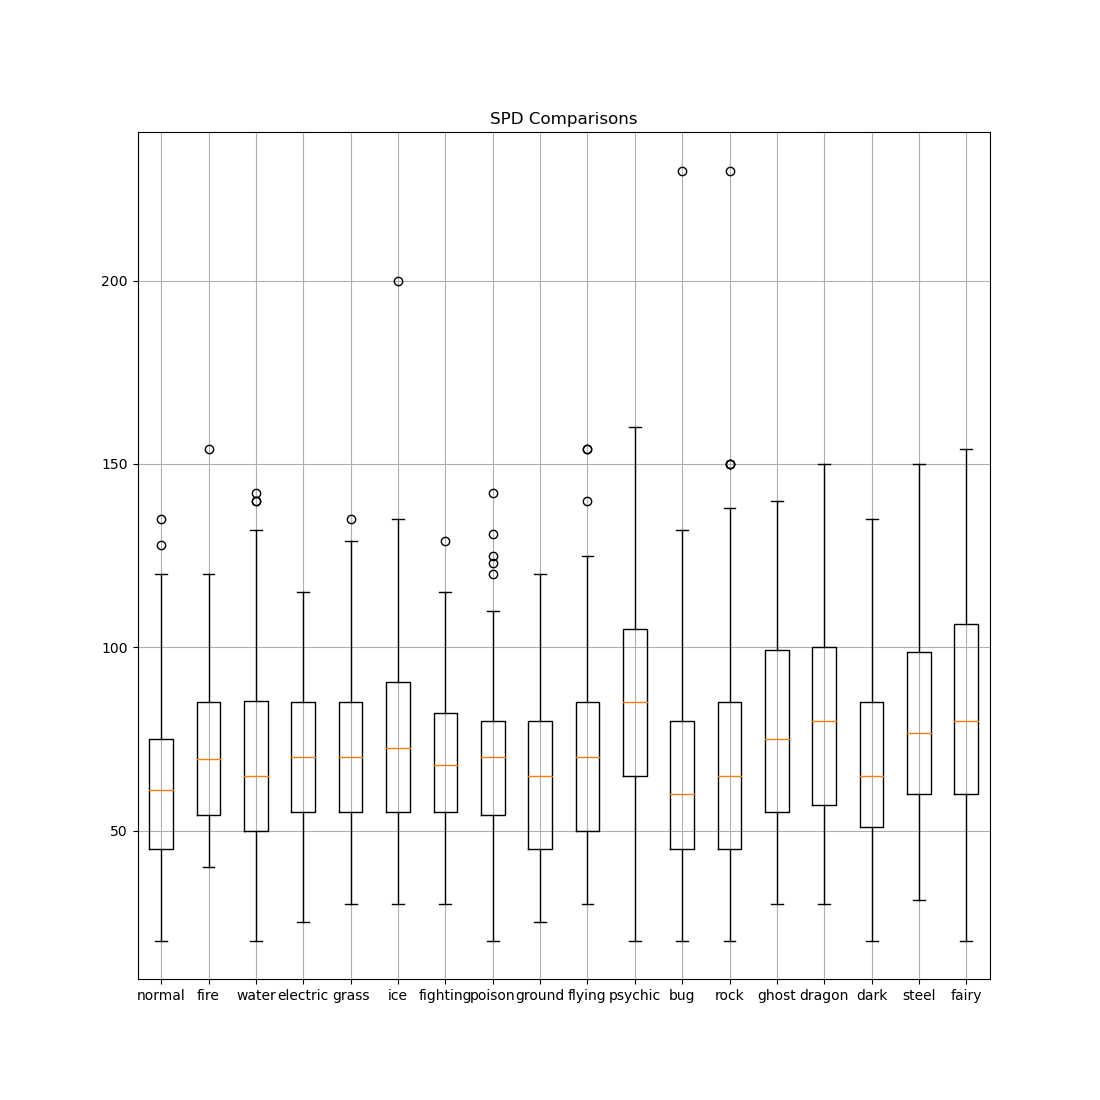 SPD Comparisons
200
150
100
50
normal fire water electric grass ice fighting poison ground flying psychic bug rock ghost dragon dark steel fairy